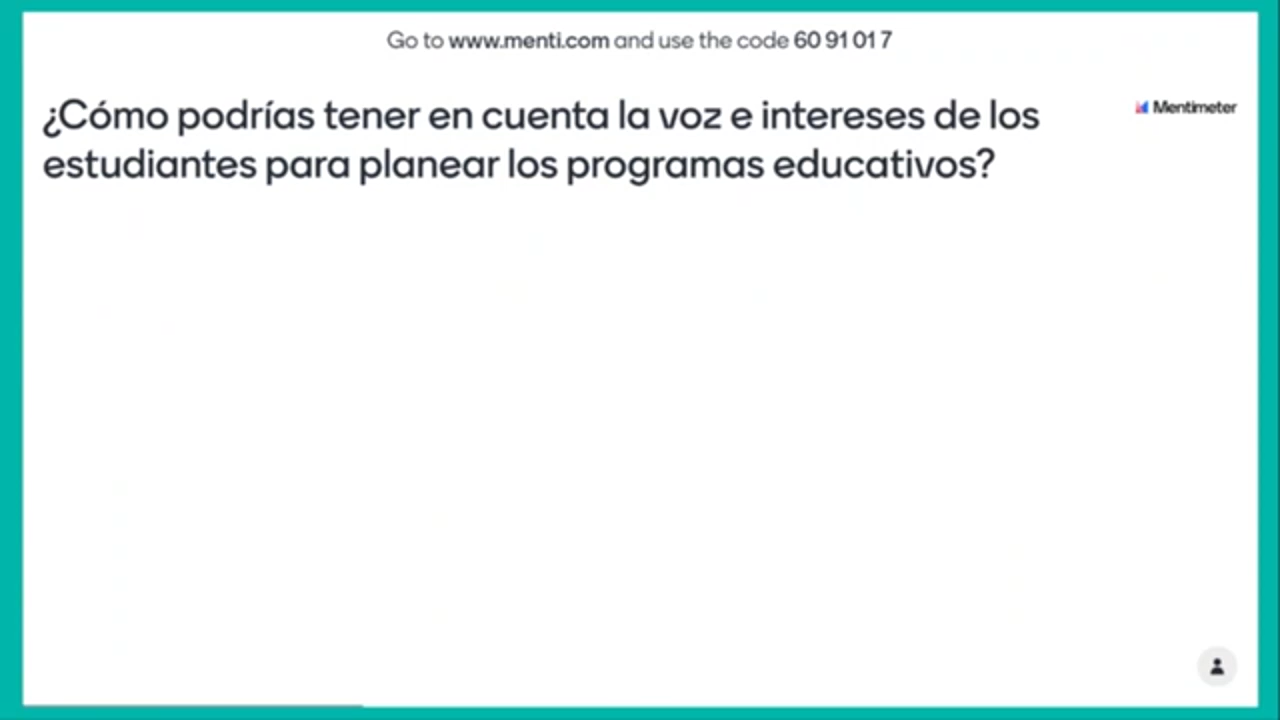 Go to www.menti.com and use the code 60 91 01 7
¿Cómo podrías tener en cuenta la voz e intereses de los
Mentimeter
estudiantes para planear los programas educativos?